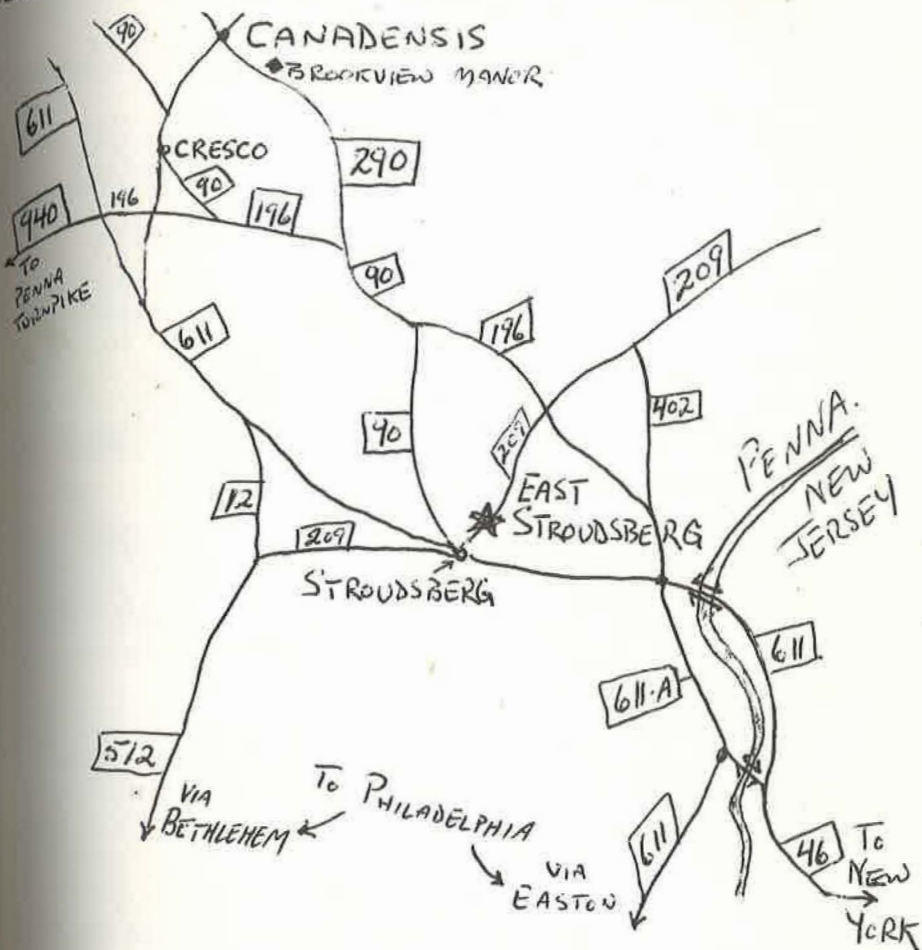 90
CANADENSIS
BROOKVIEW MANOR
611
CRESCO
290
90
196
196
940
TO
PENNA
TURNPIKE
90
209
611
196
402
90
209
PENNA.
NEW
JERSEY
12
EAST
STROUDSBERG
209
STROUDSBERG
611
611-A
512
VIA
BETHLEHEM
TO PHILADELPHIA
VIA
EASTON
611
46
TO
NEW
YORK